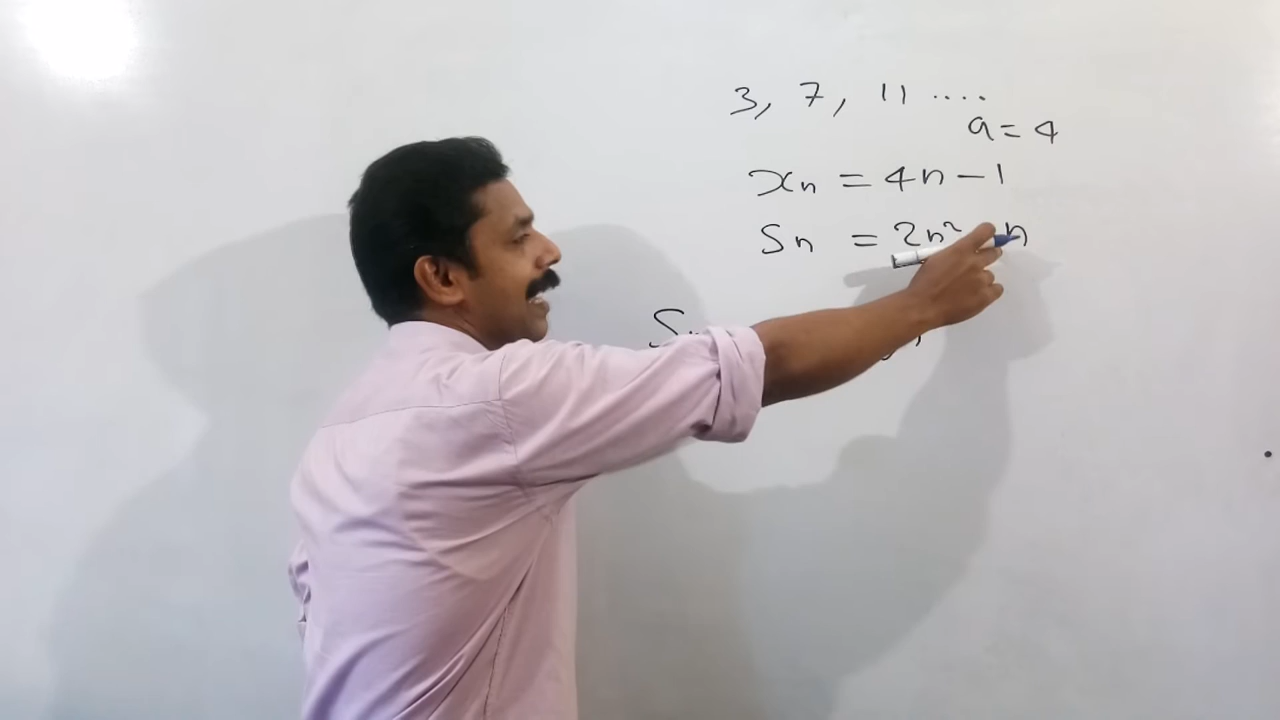 3, 7, 11 ....
a = 4
xn = 4n - 1
Sn = 2n² n